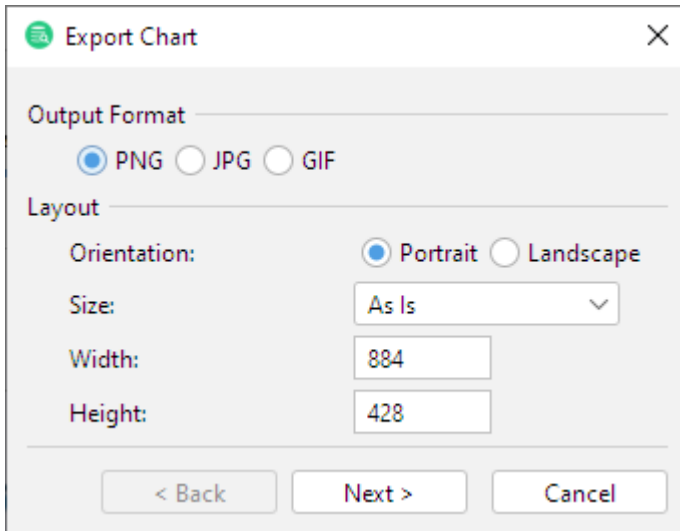 Export Chart
Output Format
PNG JPG GIF
Layout
Orientation: Portrait Landscape
Size: As Is
Width: 884
Height: 428
< Back Next > Cancel